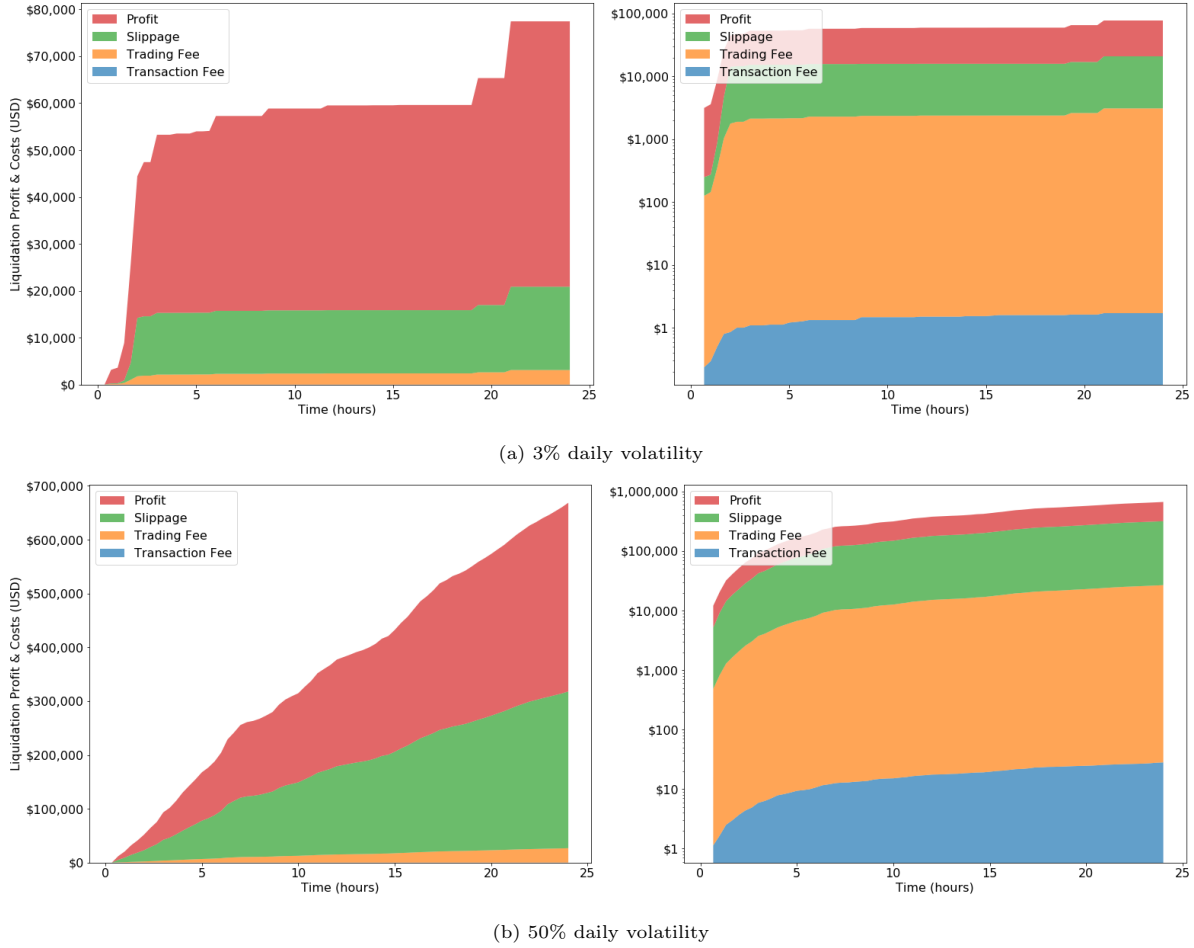 $80,000
$70,000
$60,000
$50,000
$40,000
$30,000
$20,000
$10,000
$0
Liquidation Profit & Costs (USD)
Profit
Slippage
Trading Fee
Transaction Fee
0 5 10 15 20 25
Time (hours)
$100,000
$10,000
$1,000
$100
$10
$1
Profit
Slippage
Trading Fee
Transaction Fee
0 5 10 15 20 25
Time (hours)
(a) 3% daily volatility
$700,000
$600,000
$500,000
$400,000
$300,000
$200,000
$100,000
$0
Liquidation Profit & Costs (USD)
Profit
Slippage
Trading Fee
Transaction Fee
0 5 10 15 20 25
Time (hours)
$1,000,000
$100,000
$10,000
$1,000
$100
$10
$1
Profit
Slippage
Trading Fee
Transaction Fee
0 5 10 15 20 25
Time (hours)
(b) 50% daily volatility